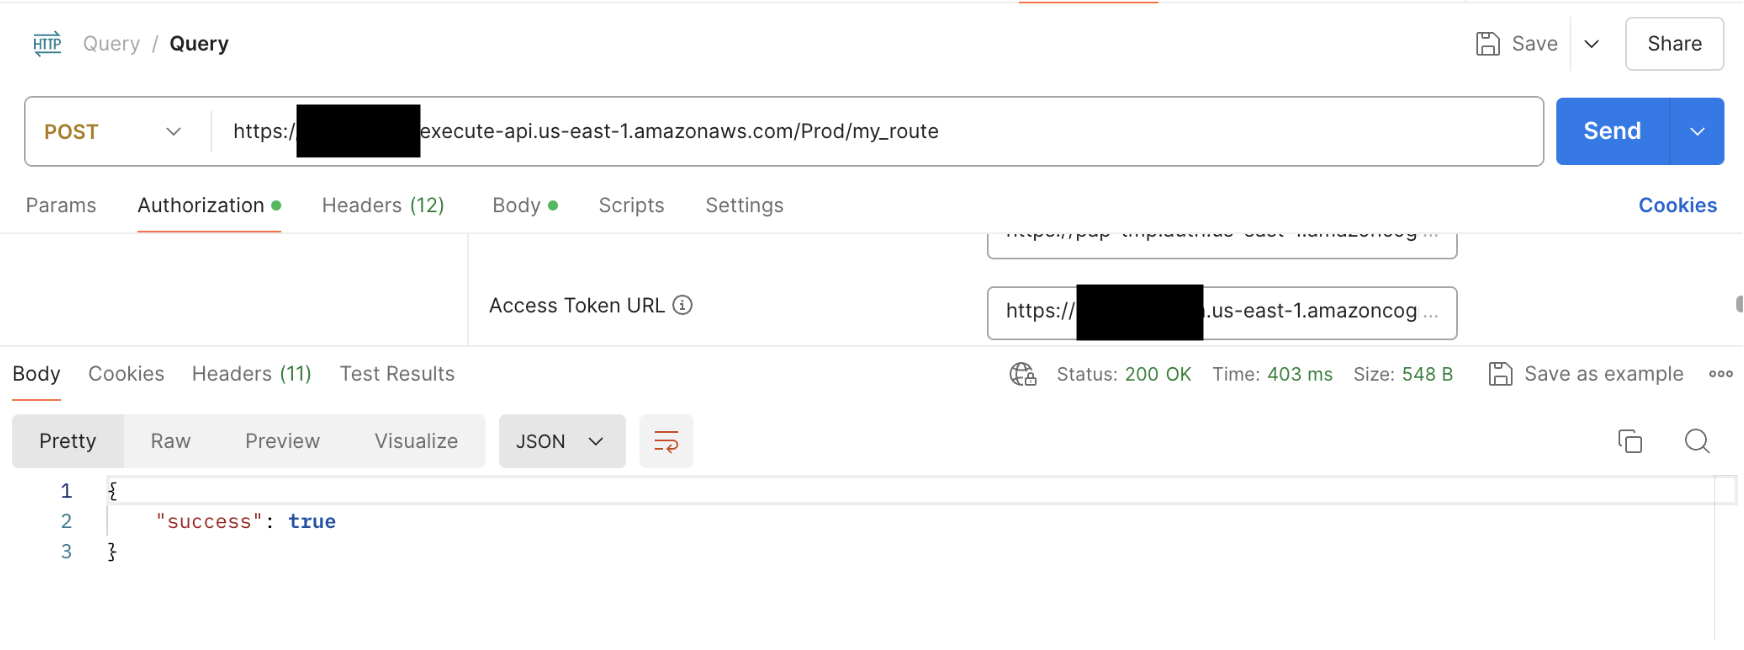 HTTP Query / Query Save Share
POST https:/ execute-api.us-east-1.amazonaws.com/Prod/my_route Send
Params Authorization Headers (12) Body Scripts Settings Cookies
Access Token URL https:// .us-east-1.amazoncog...
Body Cookies Headers (11) Test Results Status: 200 OK Time: 403 ms Size: 548 B Save as example
Pretty Raw Preview Visualize JSON
1 {
2 "success": true
3 }